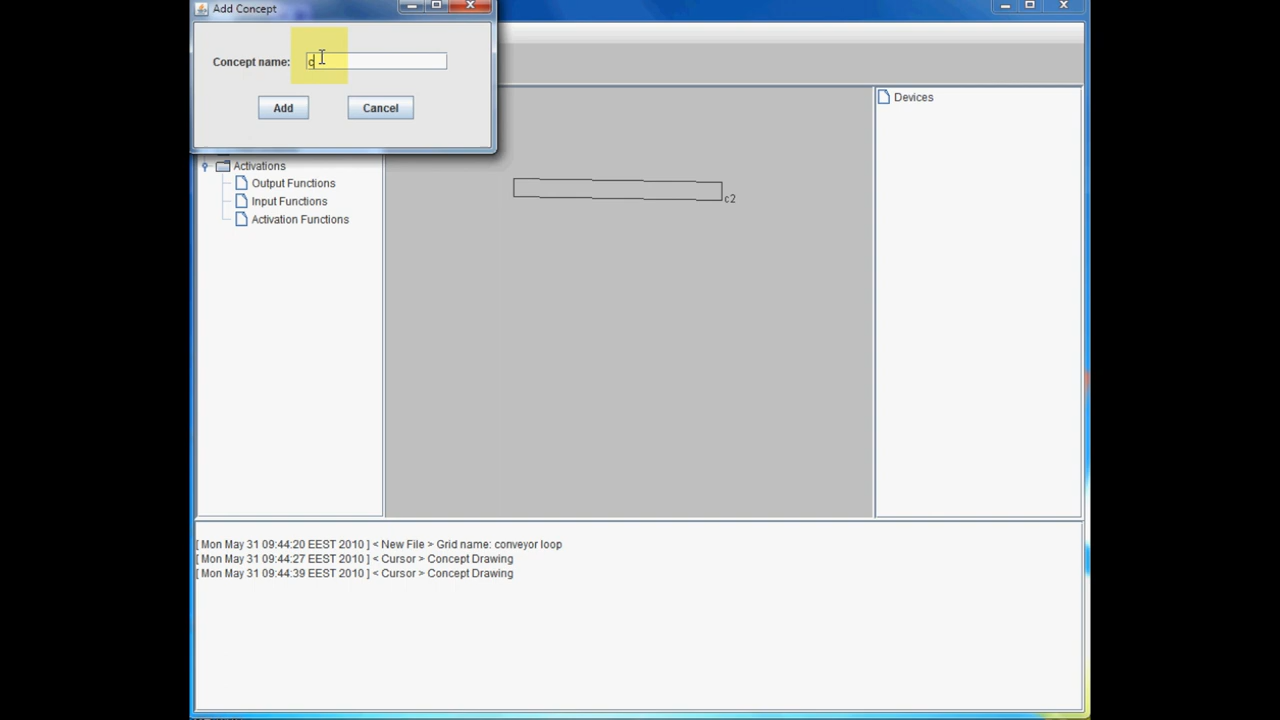 Add Concept
Concept name: c
Add Cancel
Devices
Activations
Output Functions
Input Functions
Activation Functions
c2
[ Mon May 31 09:44:20 EEST 2010 ] < New File > Grid name: conveyor loop
[ Mon May 31 09:44:27 EEST 2010 ] < Cursor > Concept Drawing
[ Mon May 31 09:44:39 EEST 2010 ] < Cursor > Concept Drawing